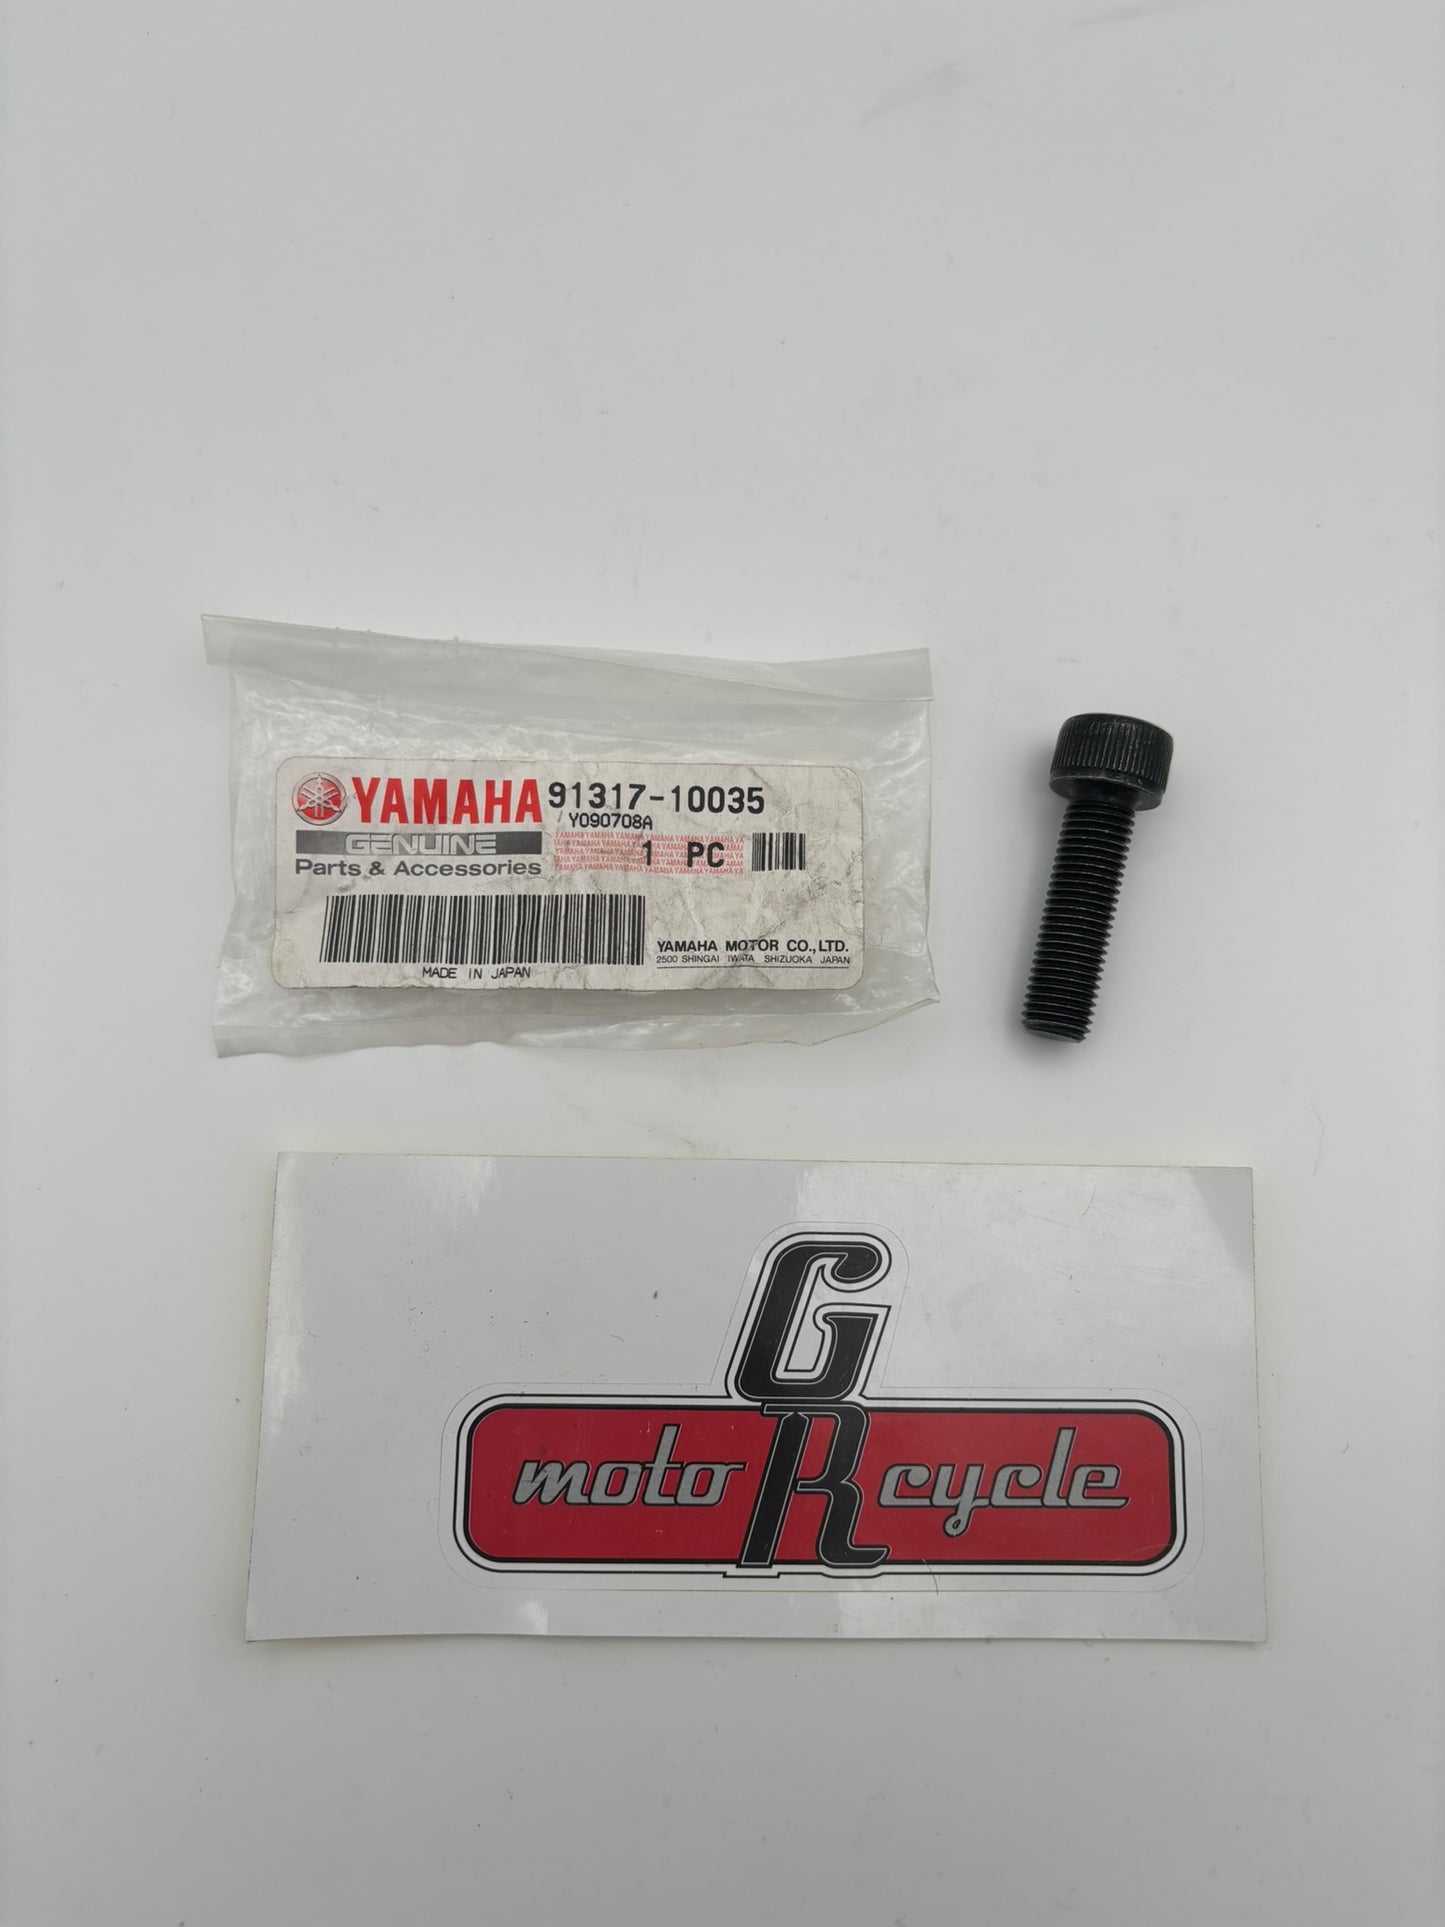 YAMAHA 91317-10035
Y090708A
GENUINE
Parts & Accessories
1 PC
MADE IN JAPAN
YAMAHA MOTOR CO.,LTD.
2500 SHINGAI IWATA SHIZUOKA JAPAN
GR
moto cycle